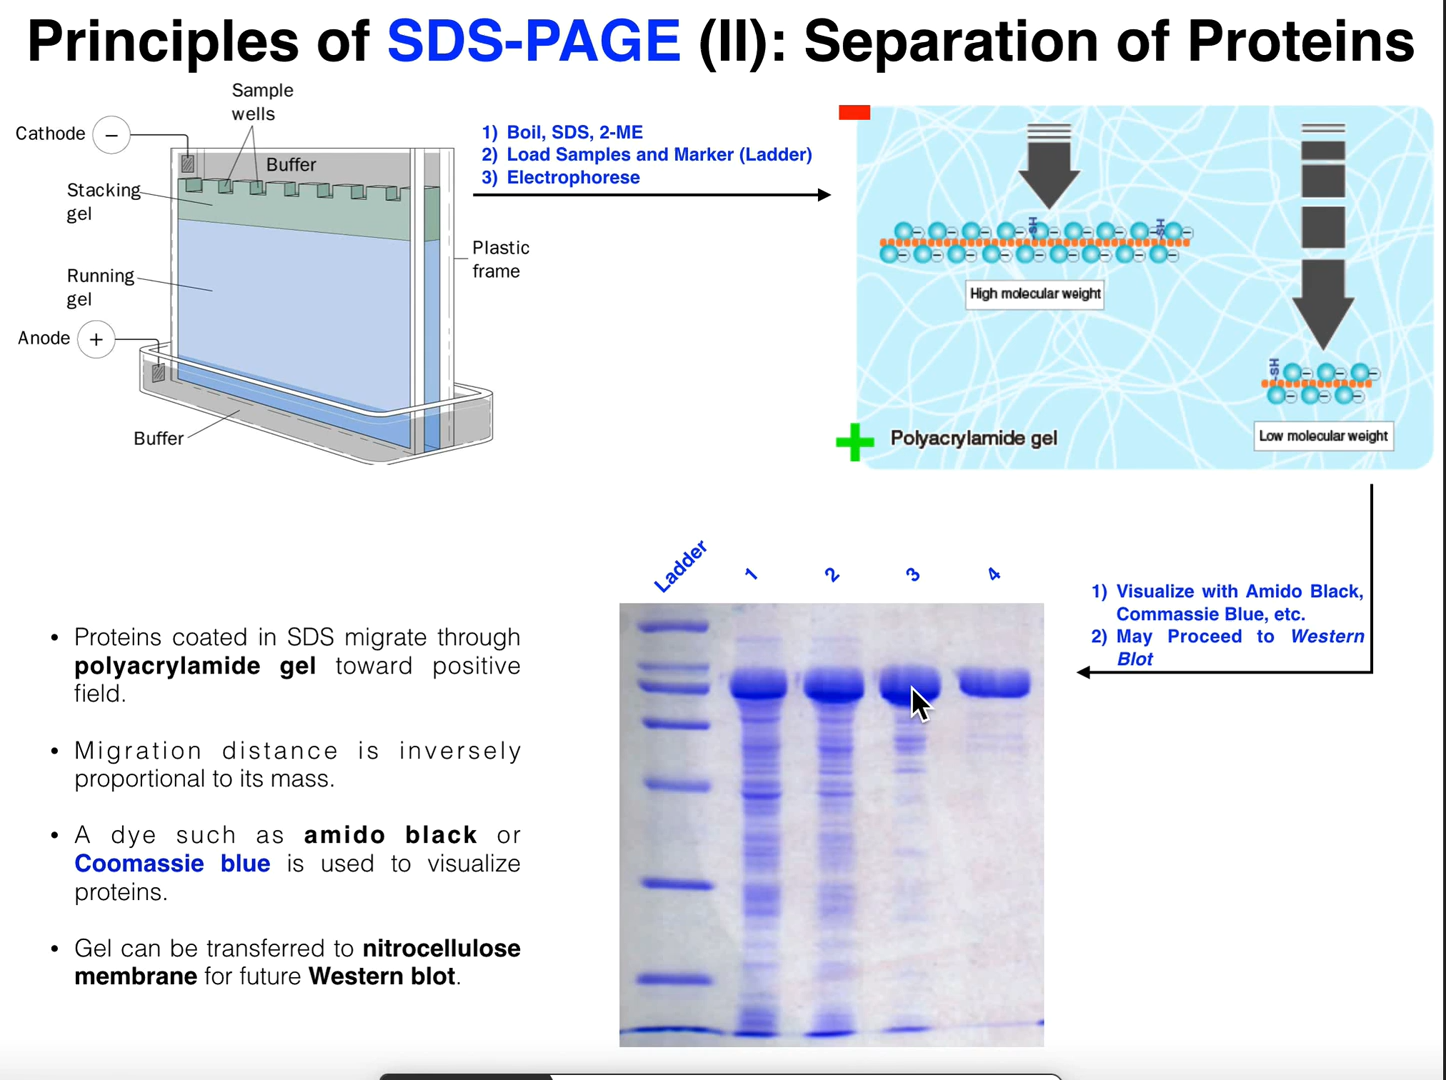 Principles of SDS-PAGE (II): Separation of Proteins
Sample
wells
Cathode
−
Buffer
Stacking
gel
Plastic
frame
Running
gel
Anode
+
Buffer
1) Boil, SDS, 2-ME
2) Load Samples and Marker (Ladder)
3) Electrophorese
SH
SH
High molecular weight
SH
Low molecular weight
Polyacrylamide gel
1) Visualize with Amido Black,
Commassie Blue, etc.
2) May Proceed to Western
Blot
Ladder
1
2
3
4
• Proteins coated in SDS migrate through
polyacrylamide gel toward positive
field.
• Migration distance is inversely
proportional to its mass.
• A dye such as amido black or
Coomassie blue is used to visualize
proteins.
• Gel can be transferred to nitrocellulose
membrane for future Western blot.